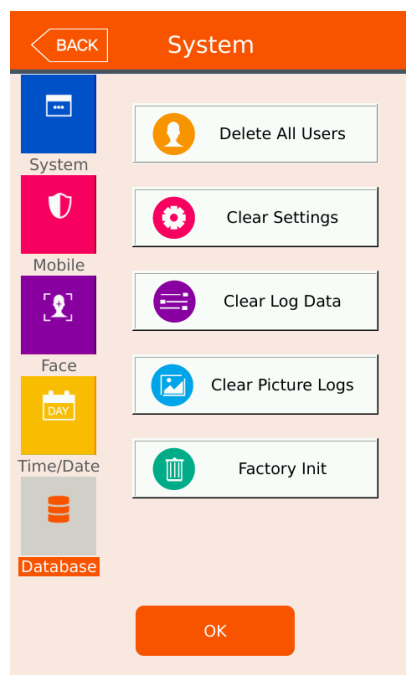 BACK
System
System
Mobile
Face
DAY
Time/Date
Database
Delete All Users
Clear Settings
Clear Log Data
Clear Picture Logs
Factory Init
OK